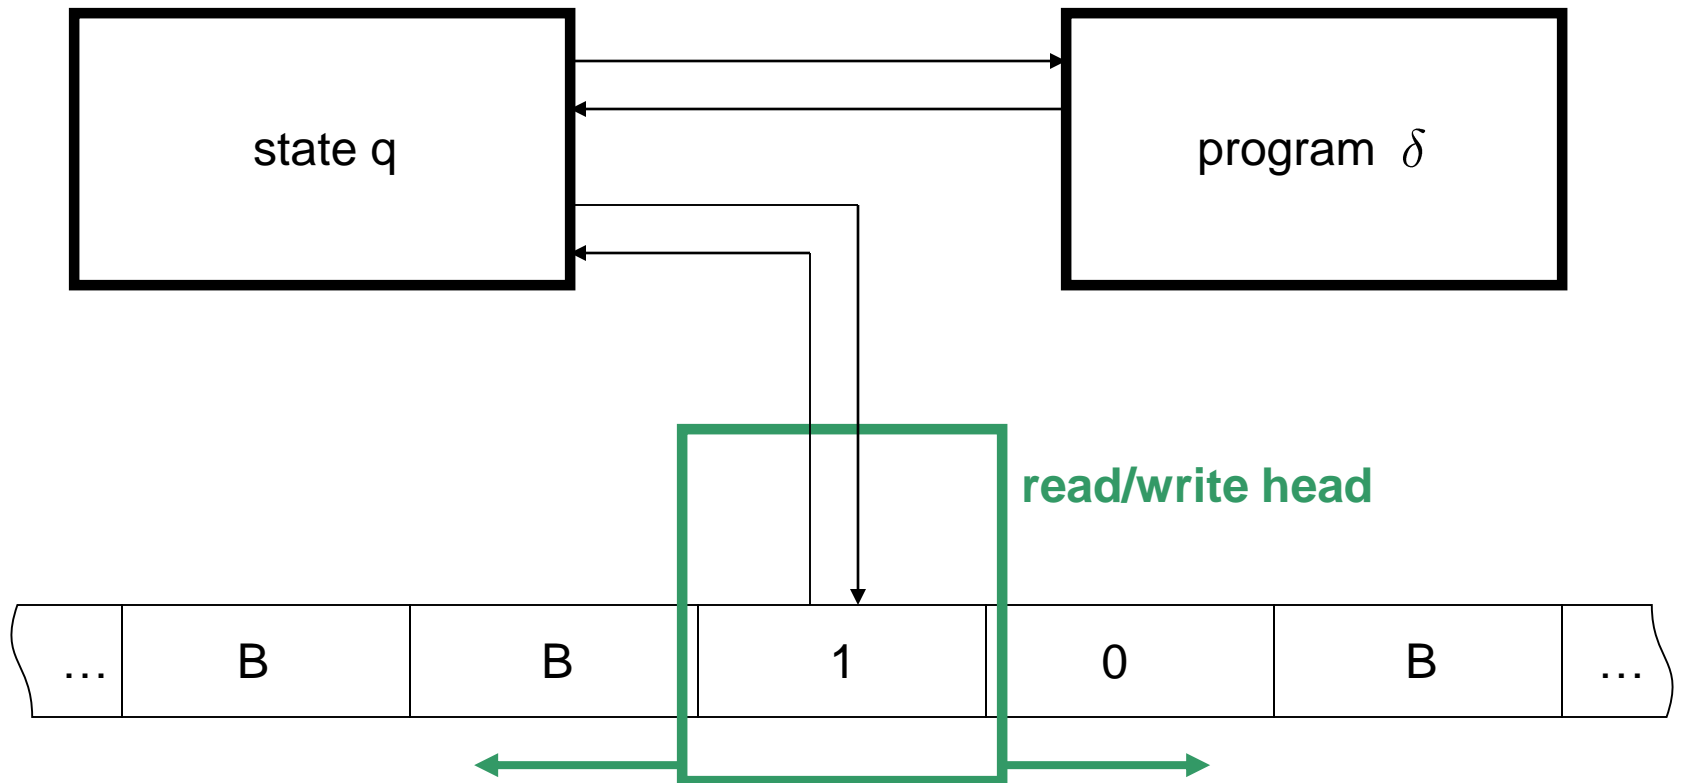 state q
program δ
read/write head
… B B 1 0 B …